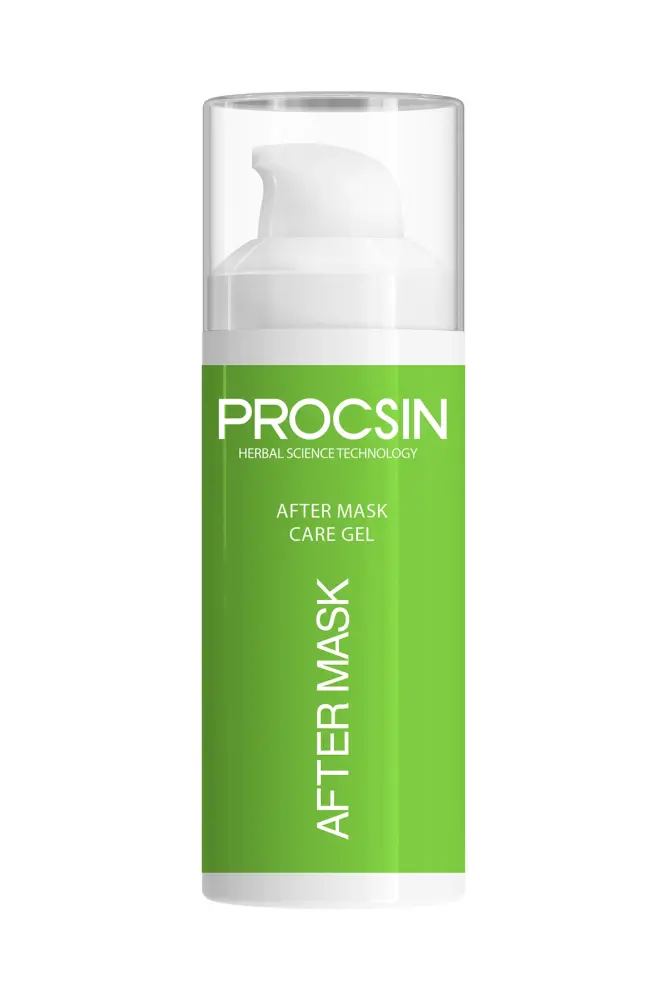 PROCSIN
HERBAL SCIENCE TECHNOLOGY
AFTER MASK
CARE GEL
AFTER MASK